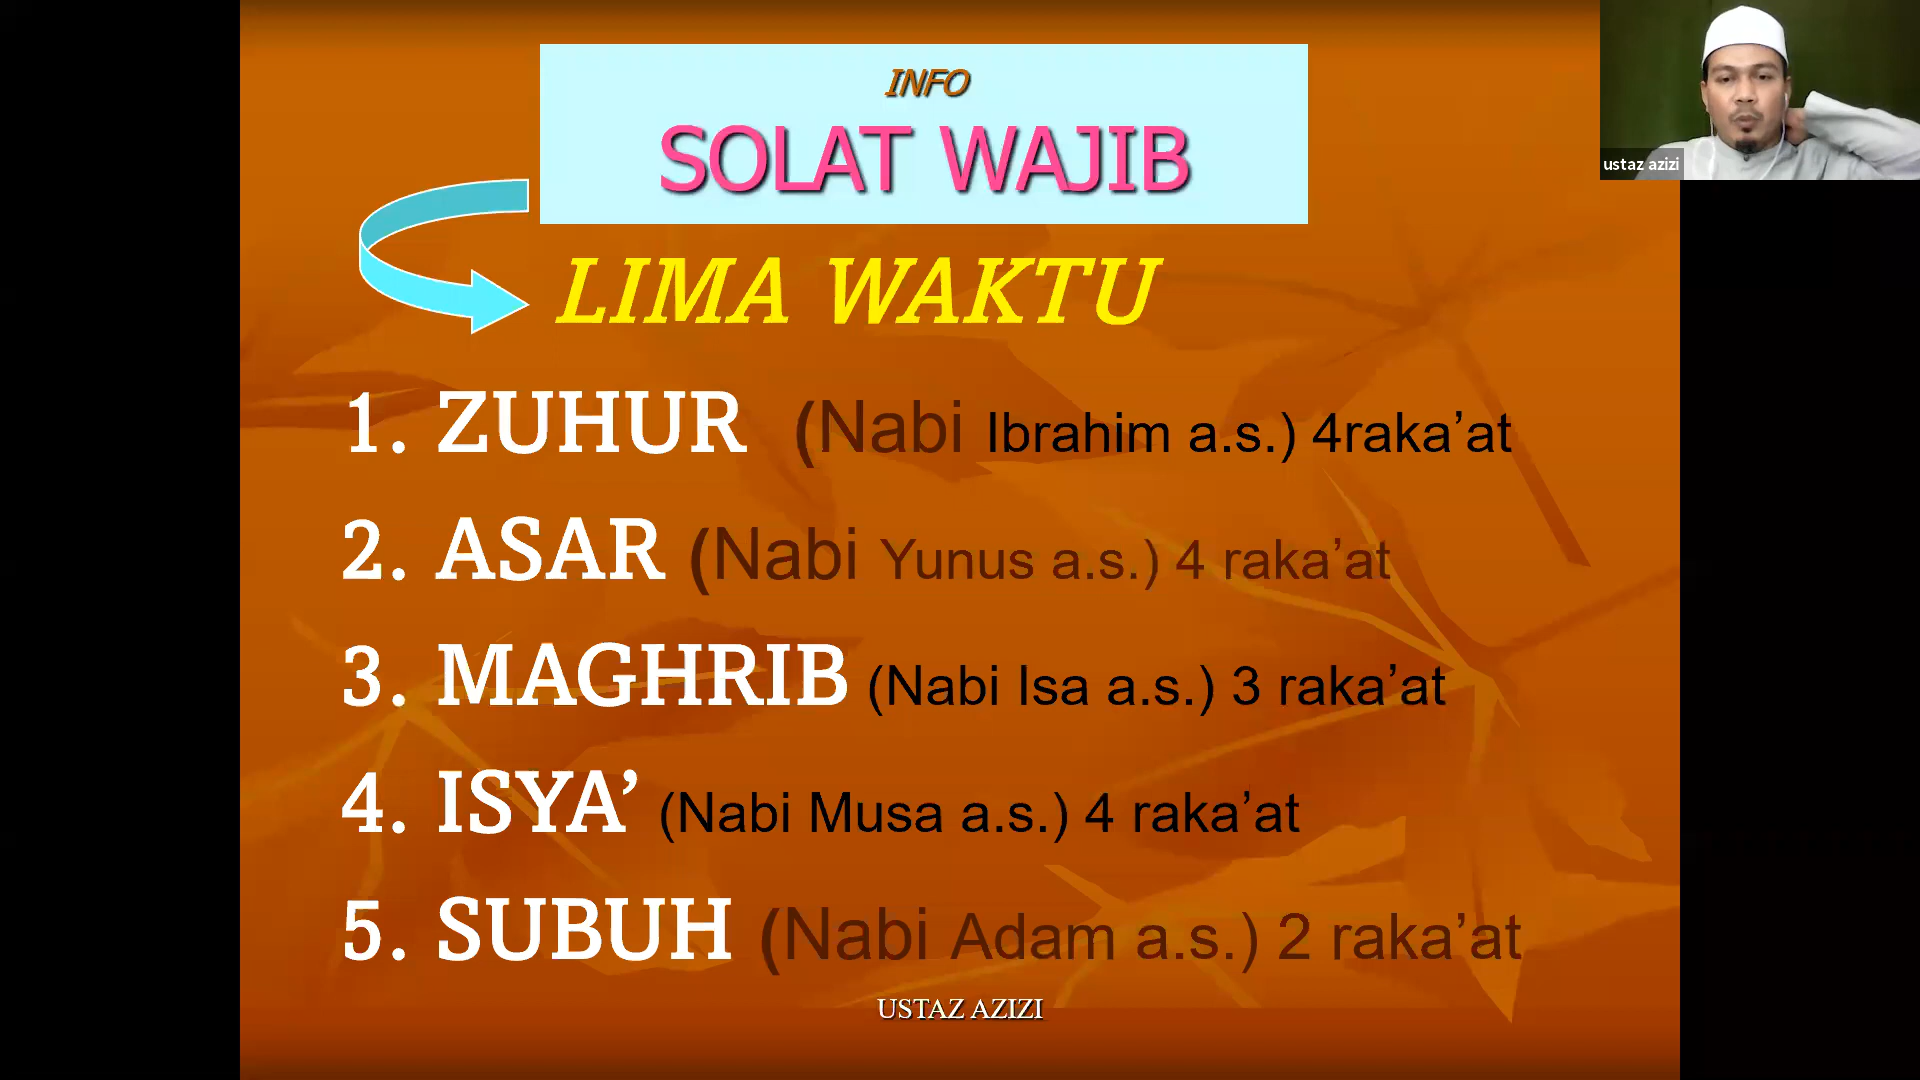 INFO
SOLAT WAJIB
LIMA WAKTU
1. ZUHUR (Nabi Ibrahim a.s.) 4raka’at
2. ASAR (Nabi Yunus a.s.) 4 raka’at
3. MAGHRIB (Nabi Isa a.s.) 3 raka’at
4. ISYA’ (Nabi Musa a.s.) 4 raka’at
5. SUBUH (Nabi Adam a.s.) 2 raka’at
USTAZ AZIZI
ustaz azizi